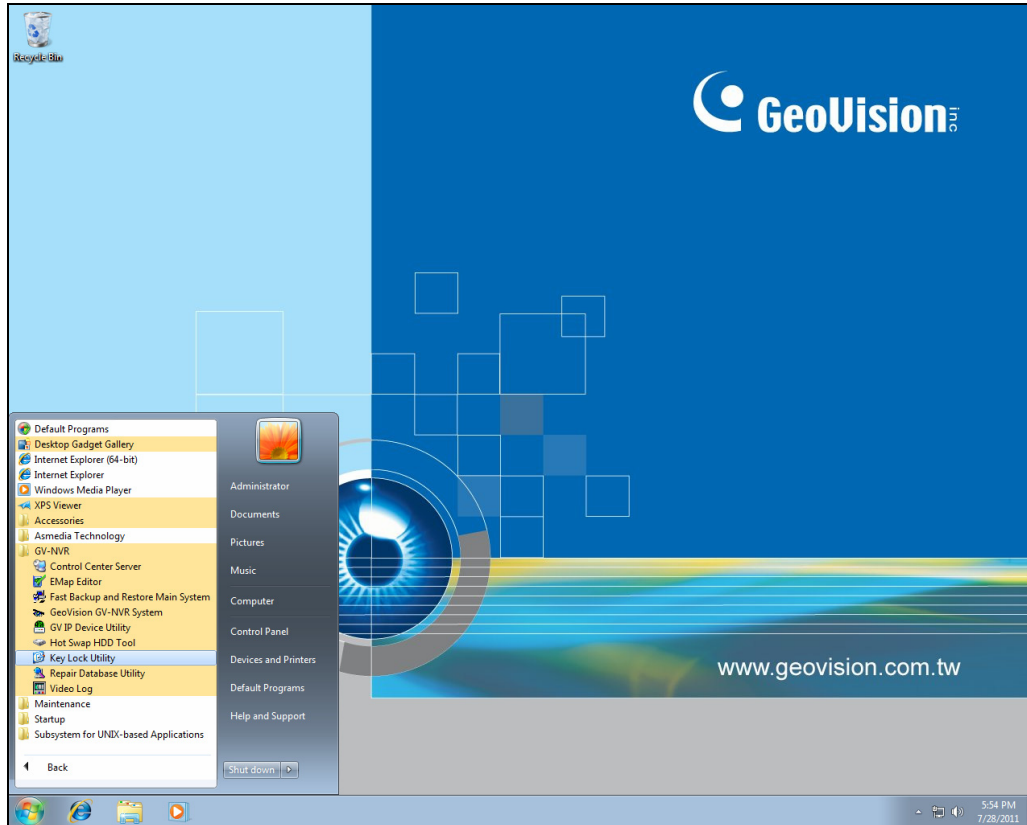 Recycle Bin
GeoVision inc
Default Programs
Desktop Gadget Gallery
Internet Explorer (64-bit)
Internet Explorer
Windows Media Player
XPS Viewer
Accessories
Asmedia Technology
GV-NVR
Control Center Server
EMap Editor
Fast Backup and Restore Main System
GeoVision GV-NVR System
GV IP Device Utility
Hot Swap HDD Tool
Key Lock Utility
Repair Database Utility
Video Log
Maintenance
Startup
Subsystem for UNIX-based Applications
Back
Administrator
Documents
Pictures
Music
Computer
Control Panel
Devices and Printers
Default Programs
Help and Support
Shut down
www.geovision.com.tw
5:54 PM
7/28/2011